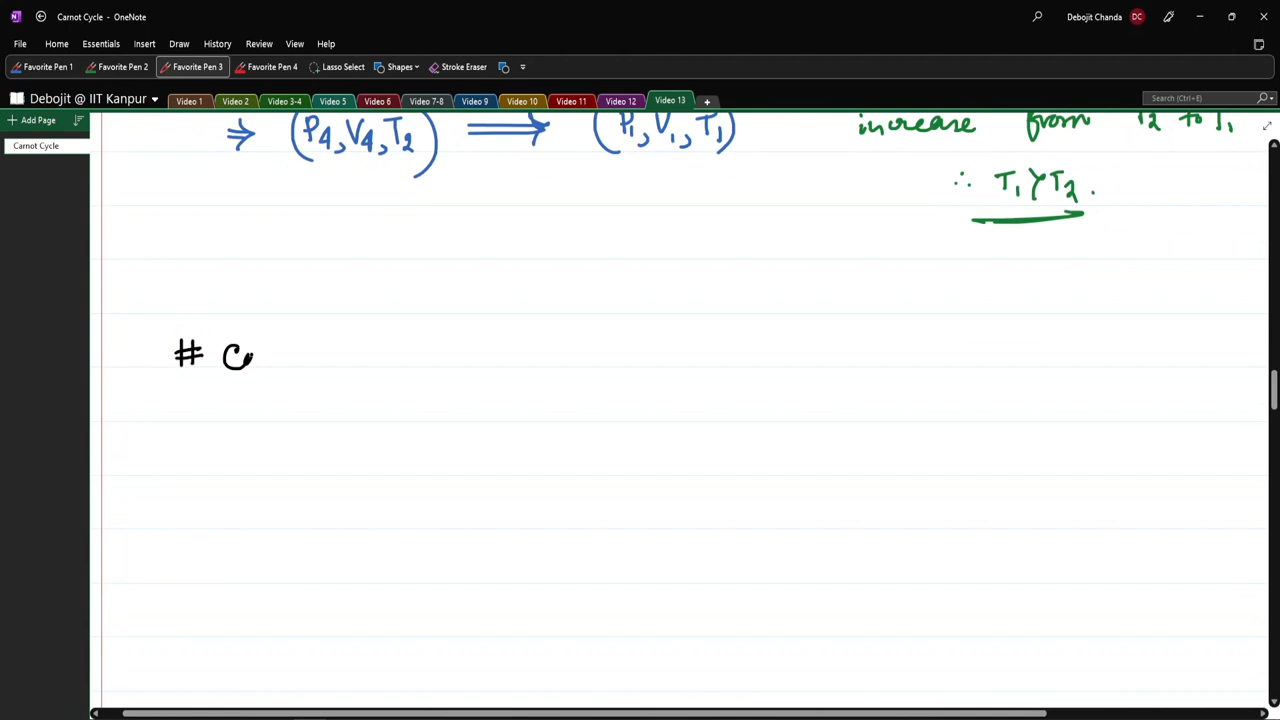 Carnot Cycle - OneNote
Debojit Chanda DC
File Home Essentials Insert Draw History Review View Help
Favorite Pen 1 Favorite Pen 2 Favorite Pen 3 Favorite Pen 4 Lasso Select Shapes Stroke Eraser
Debojit @ IIT Kanpur Video 1 Video 2 Video 3-4 Video 5 Video 6 Video 7-8 Video 9 Video 10 Video 11 Video 12 Video 13 + Search (Ctrl+E)
+ Add Page
Carnot Cycle
⇒ (P4, V4, T2) ⟹ (P1, V1, T1)
increase from T2 to T1
∴ T1 > T2 .
# C